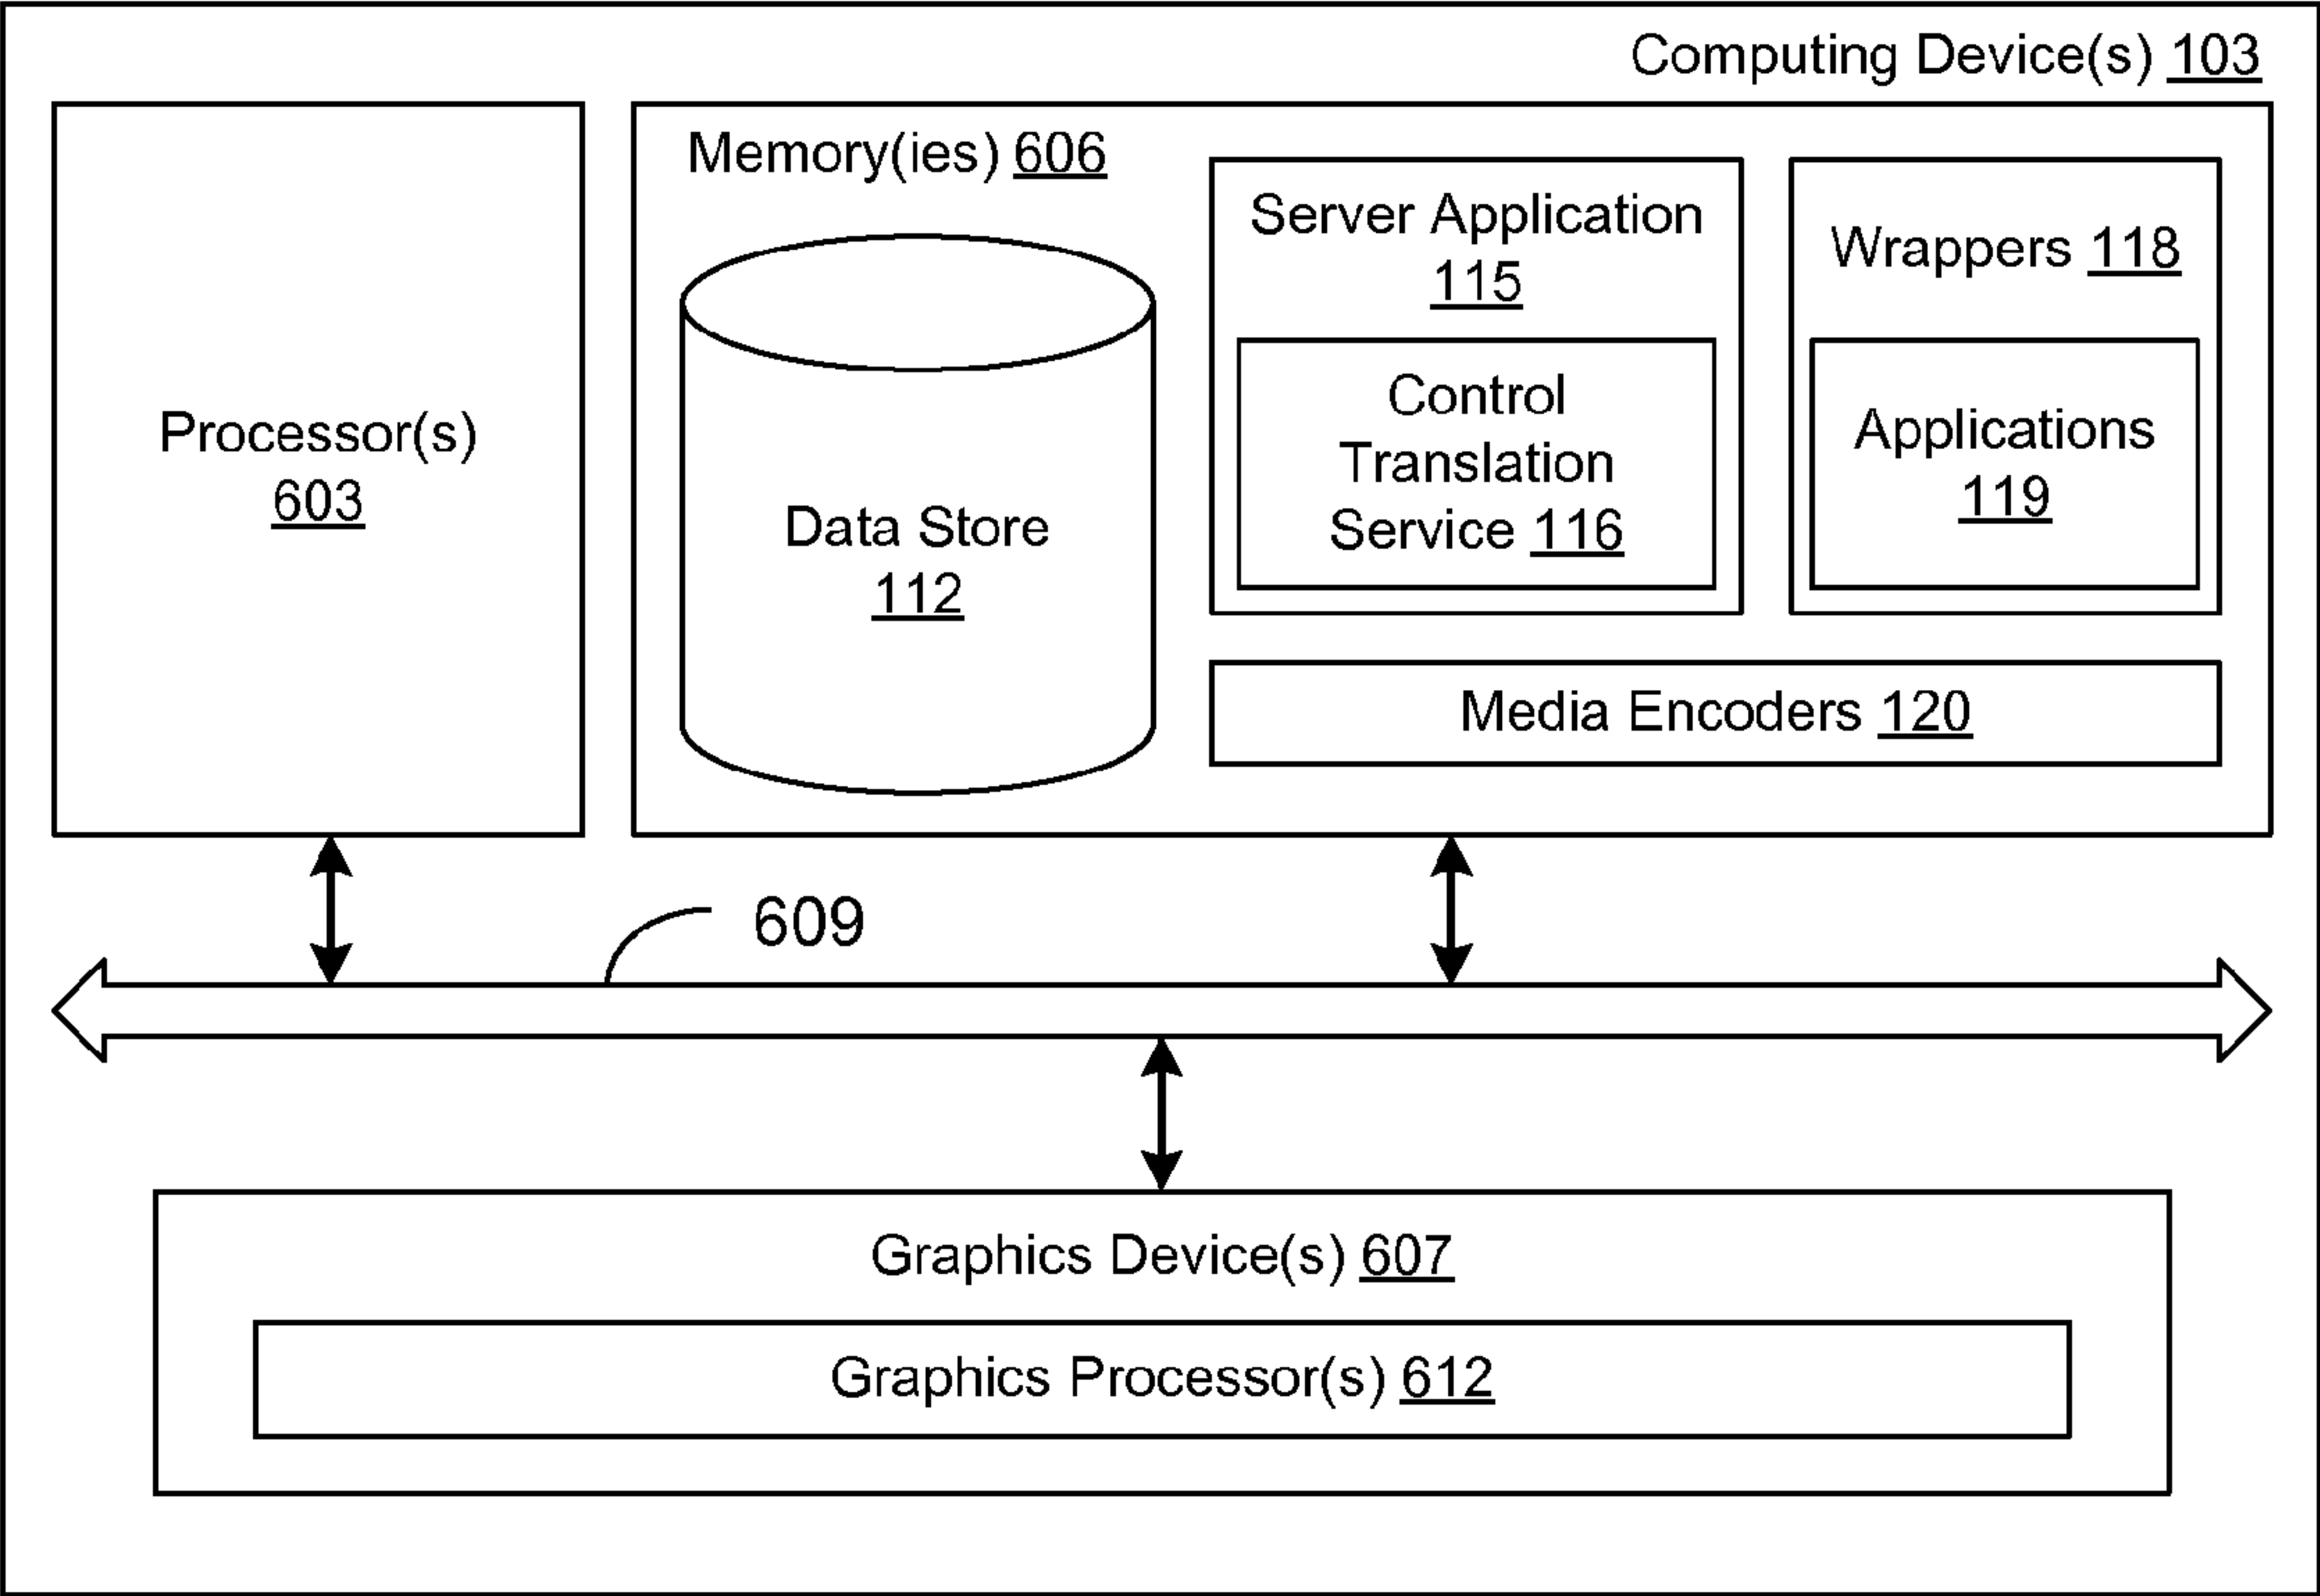 Computing Device(s) 103
Processor(s)
603
Memory(ies) 606
Data Store
112
Server Application
115
Control
Translation
Service 116
Wrappers 118
Applications
119
Media Encoders 120
609
Graphics Device(s) 607
Graphics Processor(s) 612